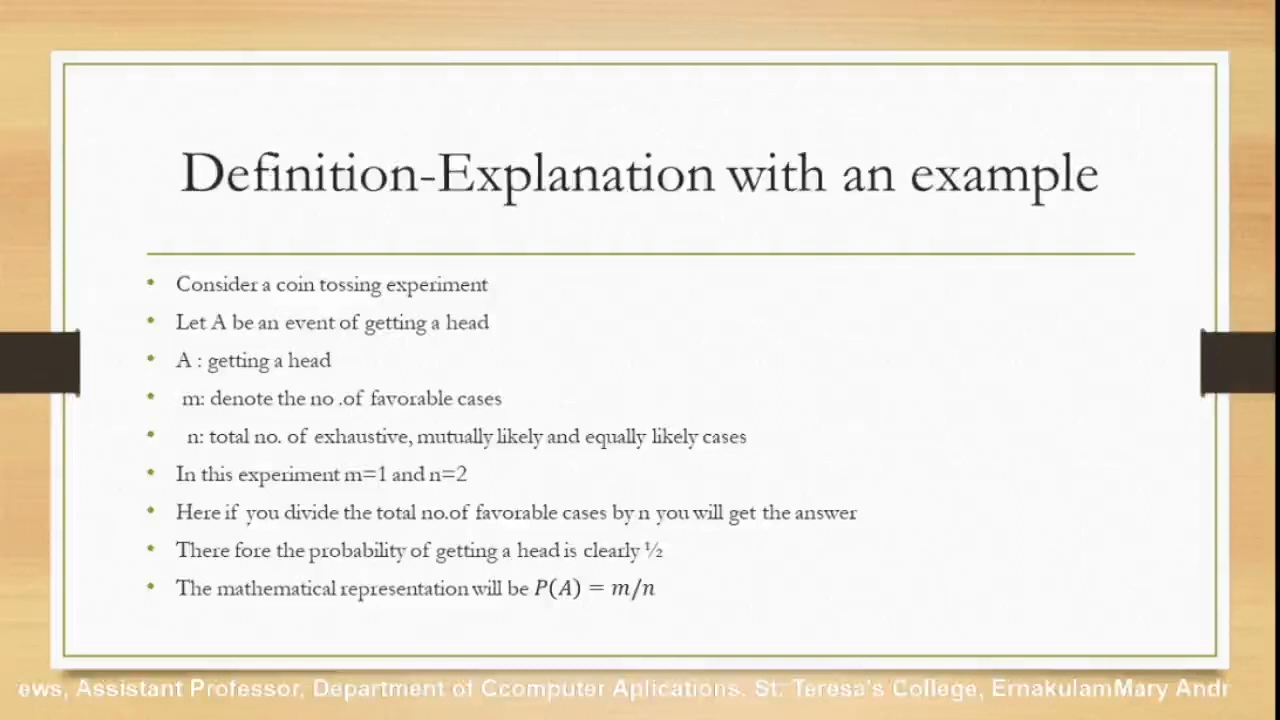 Definition-Explanation with an example
• Consider a coin tossing experiment
• Let A be an event of getting a head
• A : getting a head
• m: denote the no .of favorable cases
• n: total no. of exhaustive, mutually likely and equally likely cases
• In this experiment m=1 and n=2
• Here if you divide the total no.of favorable cases by n you will get the answer
• There fore the probability of getting a head is clearly ½
• The mathematical representation will be P(A) = m/n
ews, Assistant Professor, Department of Ccomputer Aplications. St. Teresa's College, ErnakulamMary Andr